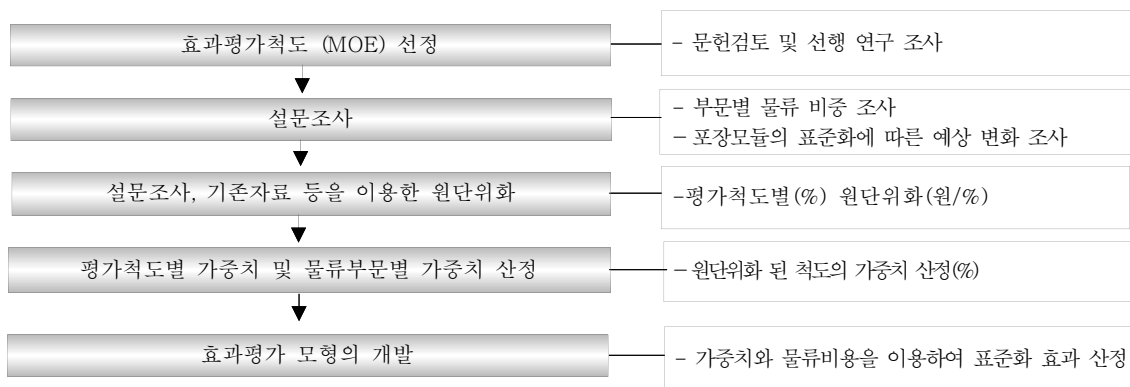 효과평가척도 (MOE) 선정
- 문헌검토 및 선행 연구 조사
설문조사
- 부문별 물류 비중 조사
- 포장모듈의 표준화에 따른 예상 변화 조사
설문조사, 기존자료 등을 이용한 원단위화
-평가척도별(%) 원단위화(원/%)
평가척도별 가중치 및 물류부문별 가중치 산정
- 원단위화 된 척도의 가중치 산정(%)
효과평가 모형의 개발
- 가중치와 물류비용을 이용하여 표준화 효과 산정